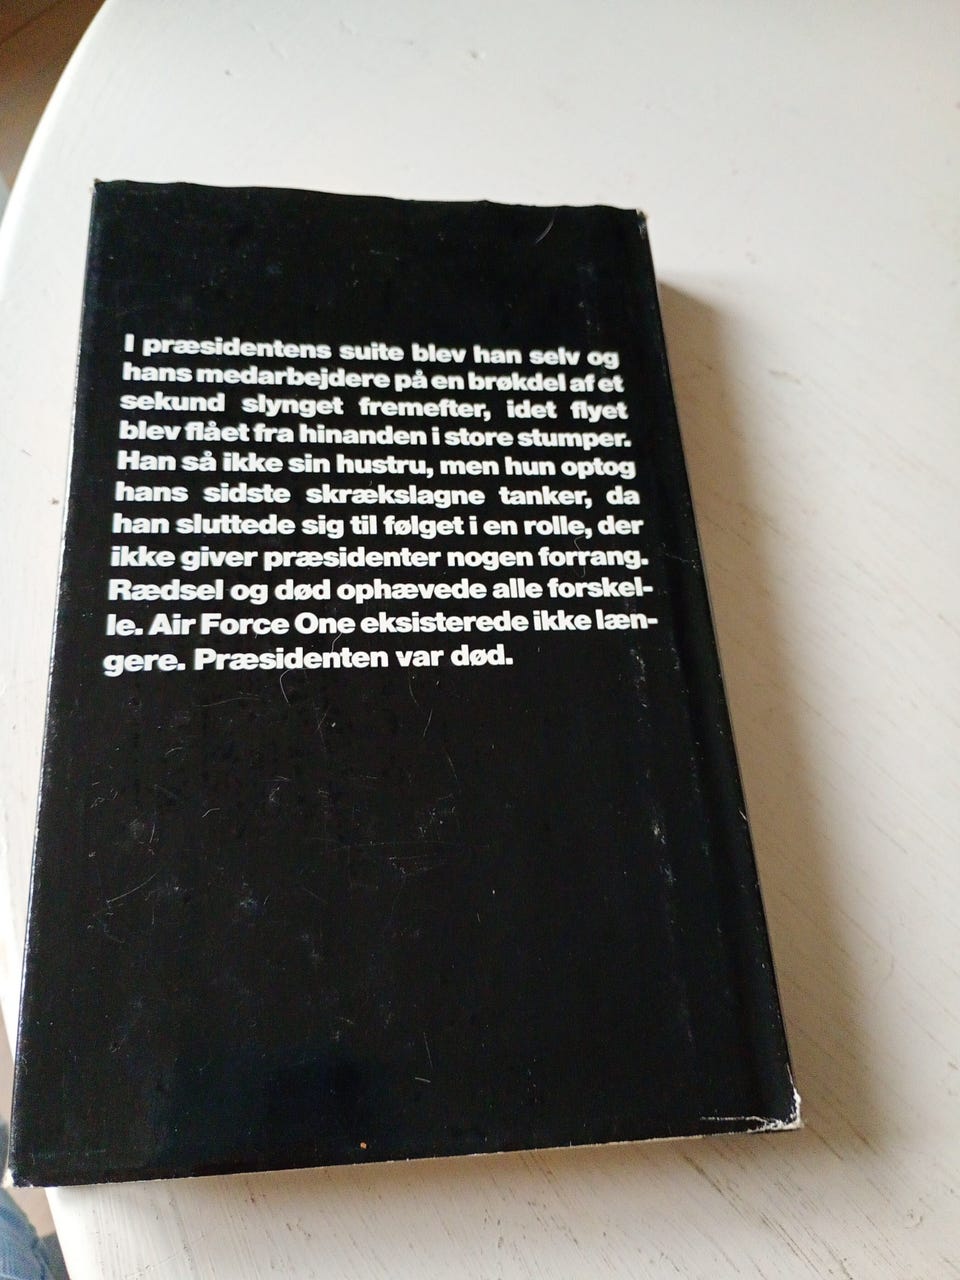 I præsidentens suite blev han selv og
hans medarbejdere på en brøkdel af et
sekund slynget fremefter, idet flyet
blev flået fra hinanden i store stumper.
Han så ikke sin hustru, men hun optog
hans sidste skrækslagne tanker, da
han sluttede sig til følget i en rolle, der
ikke giver præsidenter nogen forrang.
Rædsel og død ophævede alle forskel-
le. Air Force One eksisterede ikke læn-
gere. Præsidenten var død.